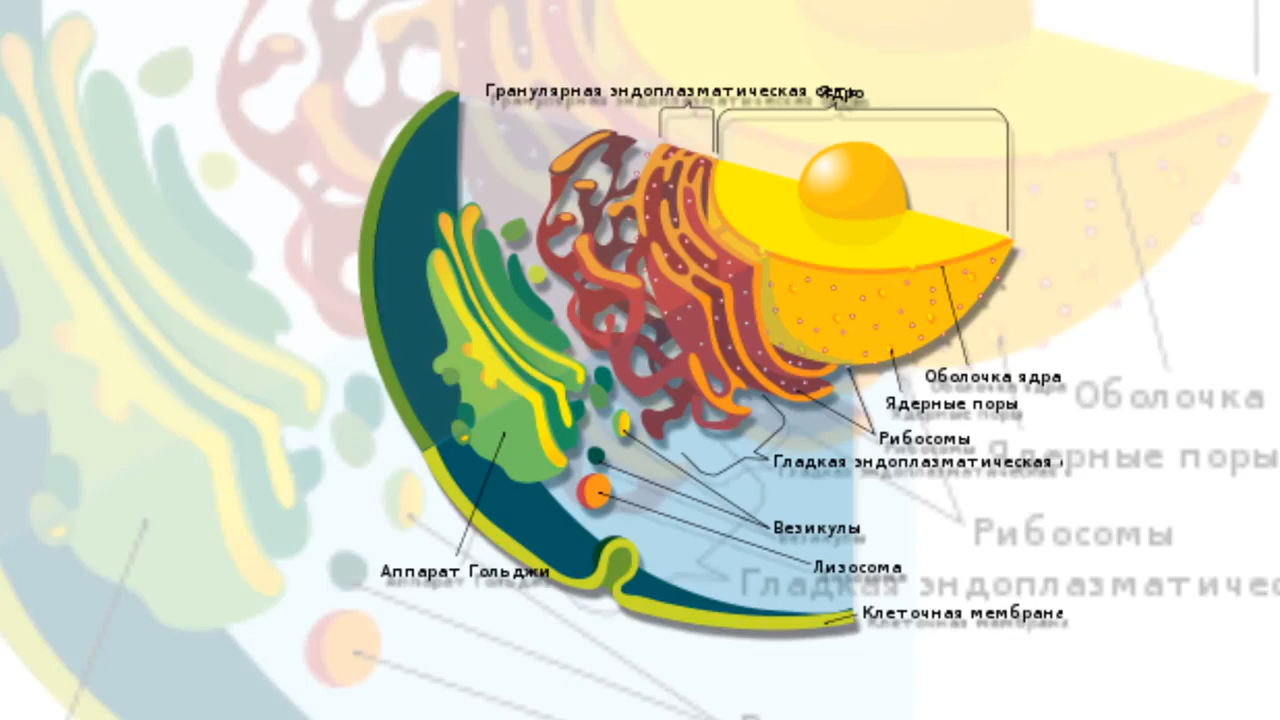 Гранулярная эндоплазматическая
Ядро
Оболочка ядра
Оболочка
Ядерные поры
Ядерные поры
Рибосомы
Гладкая эндоплазматическая
Рибосомы
Везикулы
Лизосома
Аппарат Гольджи
Гладкая эндоплазматичес
Клеточная мембрана